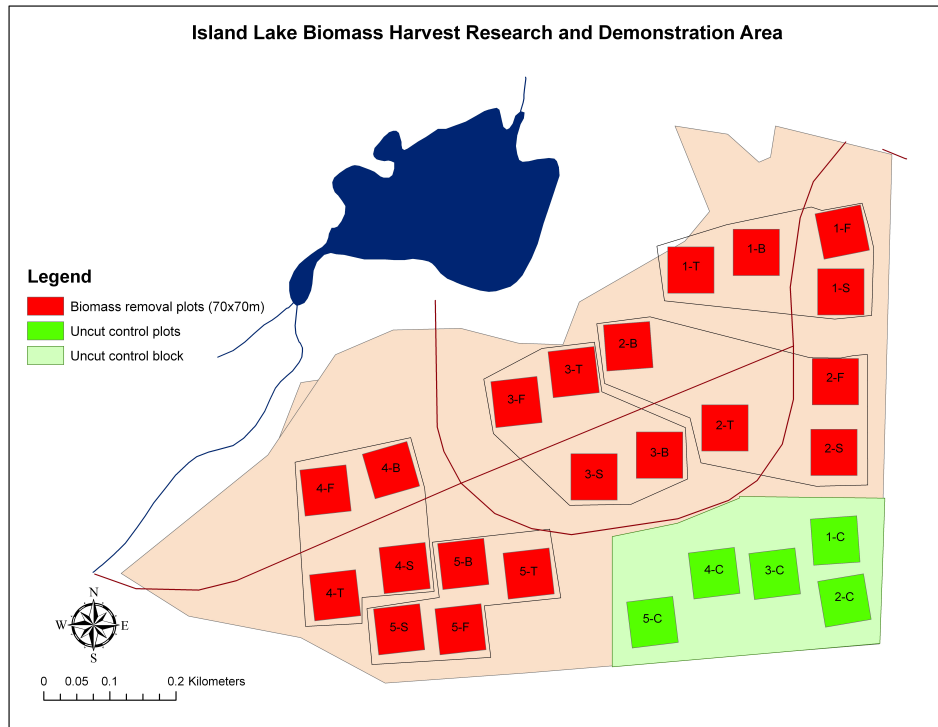 Island Lake Biomass Harvest Research and Demonstration Area
1-F
1-B
1-T
1-S
2-B
3-T
2-F
3-F
2-T
3-B
2-S
3-S
4-B
4-F
Legend
Biomass removal plots (70x70m)
Uncut control plots
Uncut control block
1-C
5-B
4-S
5-T
4-C
3-C
4-T
2-C
5-C
5-S
5-F
N
W
E
S
0 0.05 0.1 0.2 Kilometers